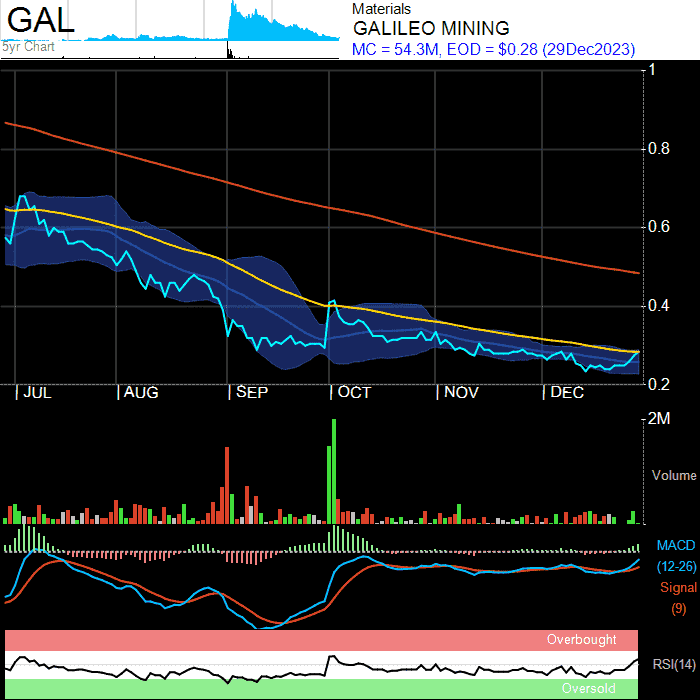 GAL
5yr Chart
Materials
GALILEO MINING
MC = 54.3M, EOD = $0.28 (29Dec2023)
1
0.8
0.6
0.4
0.2
JUL AUG SEP OCT NOV DEC
2M
Volume
MACD
(12-26)
Signal
(9)
Overbought
RSI(14)
Oversold